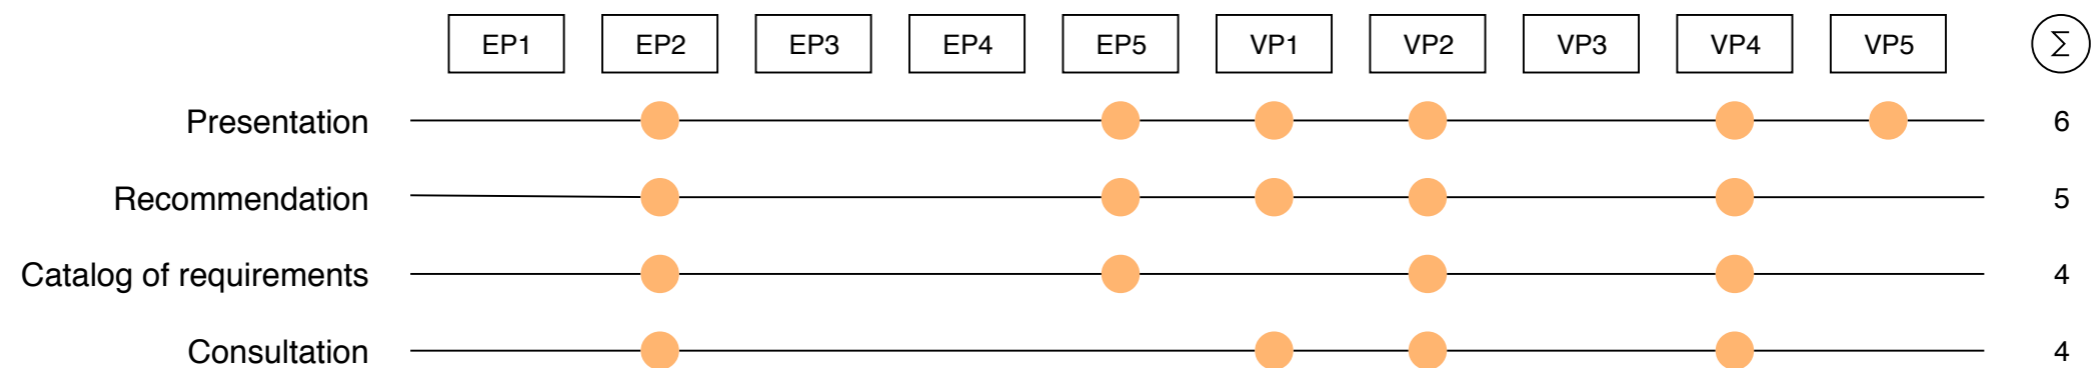 EP1 EP2 EP3 EP4 EP5 VP1 VP2 VP3 VP4 VP5 Σ
Presentation 6
Recommendation 5
Catalog of requirements 4
Consultation 4